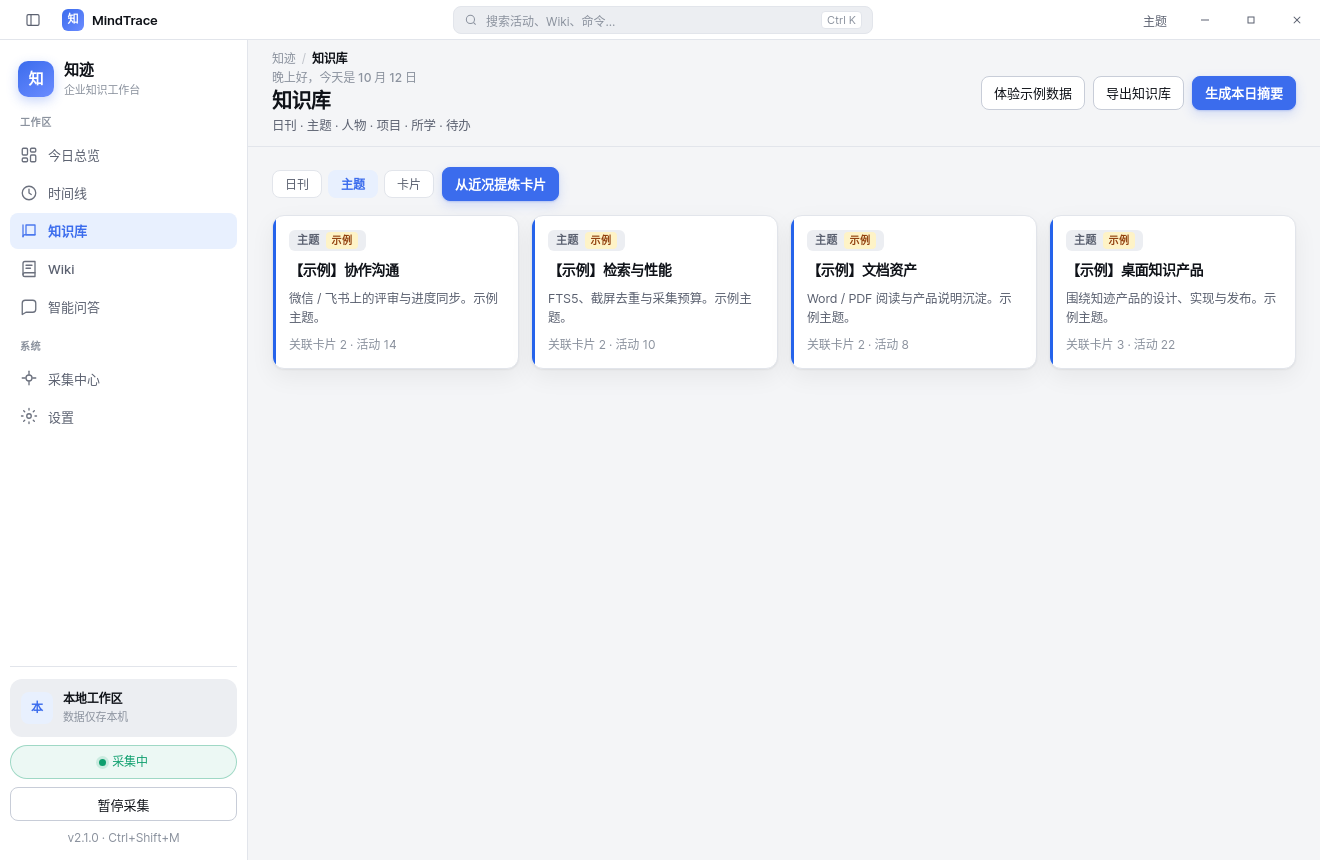 知 MindTrace
搜索活动、Wiki、命令...
Ctrl K
主题
知
知迹
企业知识工作台
工作区
今日总览
时间线
知识库
Wiki
智能问答
系统
采集中心
设置
本
本地工作区
数据仅存本机
采集中
暂停采集
v2.1.0 · Ctrl+Shift+M
知迹 / 知识库
晚上好，今天是 10 月 12 日
知识库
日刊 · 主题 · 人物 · 项目 · 所学 · 待办
体验示例数据
导出知识库
生成本日摘要
日刊
主题
卡片
从近况提炼卡片
主题 示例
【示例】协作沟通
微信 / 飞书上的评审与进度同步。示例
主题。
关联卡片 2 · 活动 14
主题 示例
【示例】检索与性能
FTS5、截屏去重与采集预算。示例主
题。
关联卡片 2 · 活动 10
主题 示例
【示例】文档资产
Word / PDF 阅读与产品说明沉淀。示
例主题。
关联卡片 2 · 活动 8
主题 示例
【示例】桌面知识产品
围绕知迹产品的设计、实现与发布。示
例主题。
关联卡片 3 · 活动 22